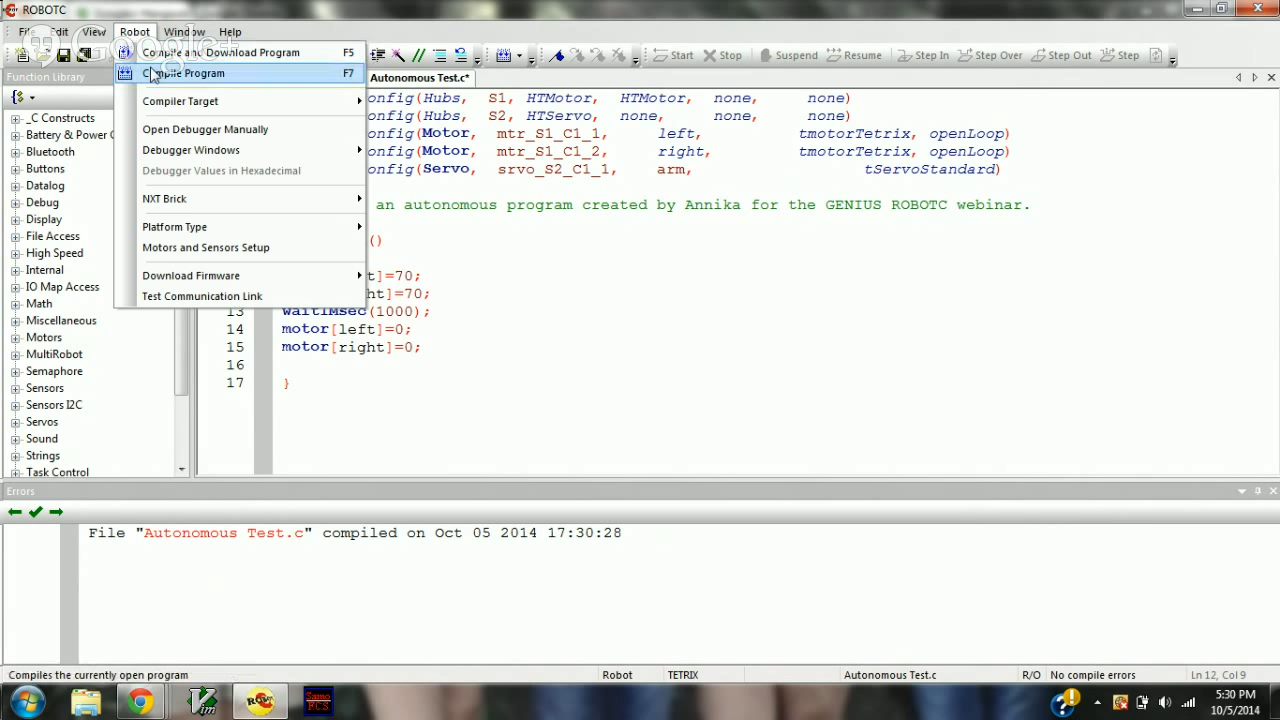 ROBOTC
File Edit View Robot Window Help
Google+
Compile and Download Program F5
Start Stop Suspend Resume Step In Step Over Step Out Step
Function Library
Compile Program F7
Autonomous Test.c*
Compiler Target
Open Debugger Manually
Debugger Windows
Debugger Values in Hexadecimal
NXT Brick
Platform Type
Motors and Sensors Setup
Download Firmware
Test Communication Link
_C Constructs
Battery & Power C
Bluetooth
Buttons
Datalog
Debug
Display
File Access
High Speed
Internal
IO Map Access
Math
Miscellaneous
Motors
MultiRobot
Semaphore
Sensors
Sensors I2C
Servos
Sound
Strings
Task Control
onfig(Hubs, S1, HTMotor, HTMotor, none, none)
onfig(Hubs, S2, HTServo, none, none, none)
onfig(Motor, mtr_S1_C1_1, left, tmotorTetrix, openLoop)
onfig(Motor, mtr_S1_C1_2, right, tmotorTetrix, openLoop)
onfig(Servo, srvo_S2_C1_1, arm, tServoStandard)
an autonomous program created by Annika for the GENIUS ROBOTC webinar.
()
t]=70;
ht]=70;
13 wait1Msec(1000);
14 motor[left]=0;
15 motor[right]=0;
16
17 }
Errors
File "Autonomous Test.c" compiled on Oct 05 2014 17:30:28
Compiles the currently open program Robot TETRIX Autonomous Test.c R/O No compile errors Ln 12, Col 9
Samo
FCS
5:30 PM
10/5/2014